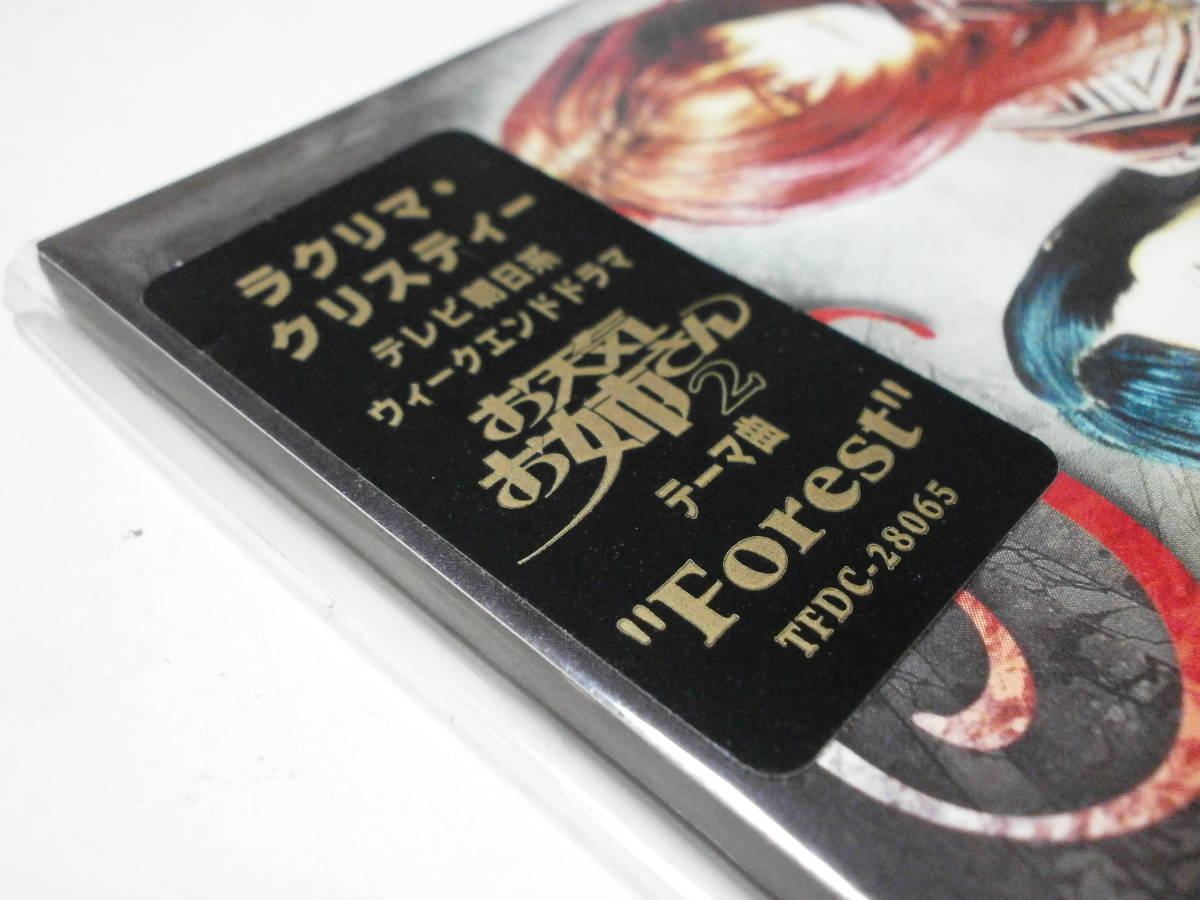 ラクリマ、
クリスティー
テレビ朝日系
ウィークエンドドラマ
お天気
お姉さん2
テーマ曲
"Forest"
TFDC-28065